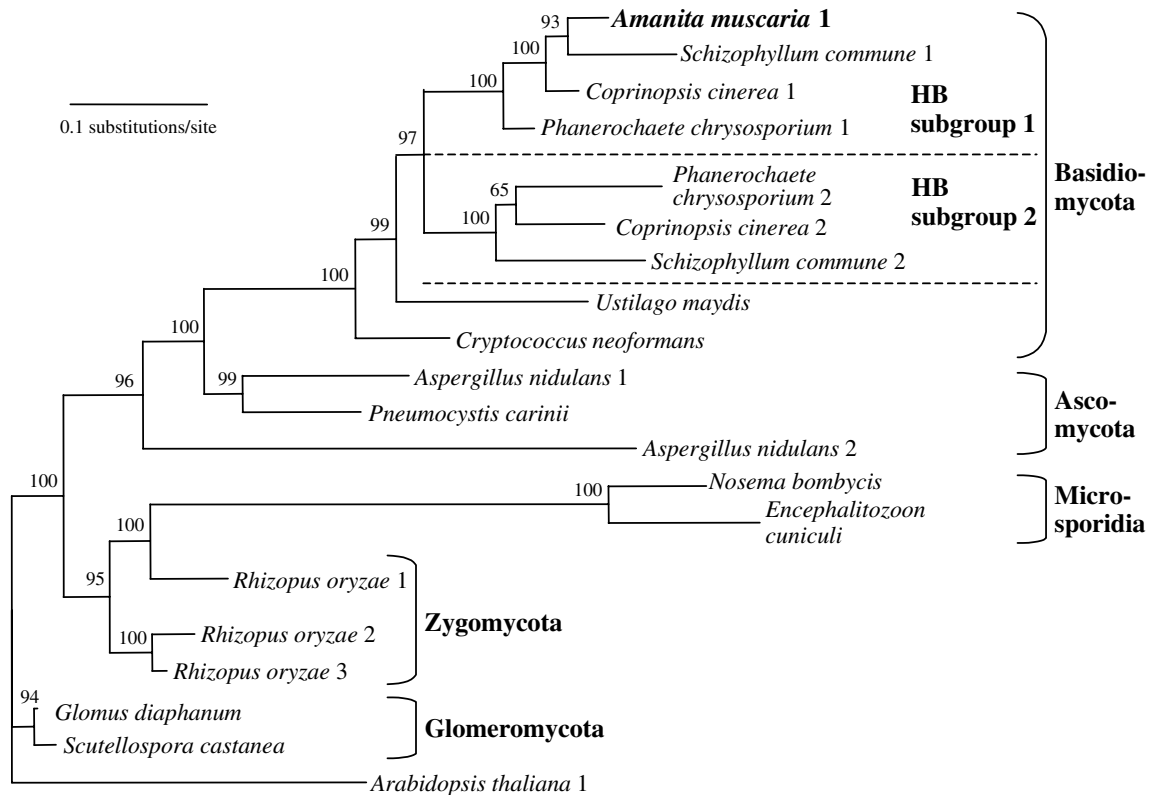 93
Amanita muscaria 1
100
Schizophyllum commune 1
100
Coprinopsis cinerea 1
HB
subgroup 1
0.1 substitutions/site
Phanerochaete chrysosporium 1
97
Basidio-
mycota
Phanerochaete
chrysosporium 2
HB
subgroup 2
65
100
Coprinopsis cinerea 2
99
Schizophyllum commune 2
100
Ustilago maydis
100
Cryptococcus neoformans
96
99
Aspergillus nidulans 1
Pneumocystis carinii
Asco-
mycota
Aspergillus nidulans 2
100
100
Nosema bombycis
Encephalitozoon
cuniculi
Micro-
sporidia
100
95
Rhizopus oryzae 1
Zygomycota
100
Rhizopus oryzae 2
Rhizopus oryzae 3
94
Glomus diaphanum
Scutellospora castanea
Glomeromycota
Arabidopsis thaliana 1